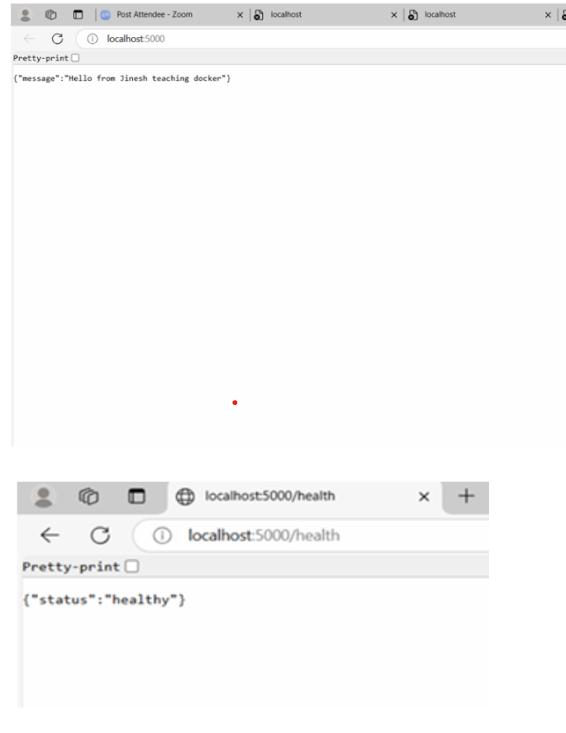 Post Attendee - Zoom
localhost
localhost
localhost:5000
Pretty-print
{"message":"Hello from Jinesh teaching docker"}
localhost:5000/health
localhost:5000/health
Pretty-print
{"status":"healthy"}